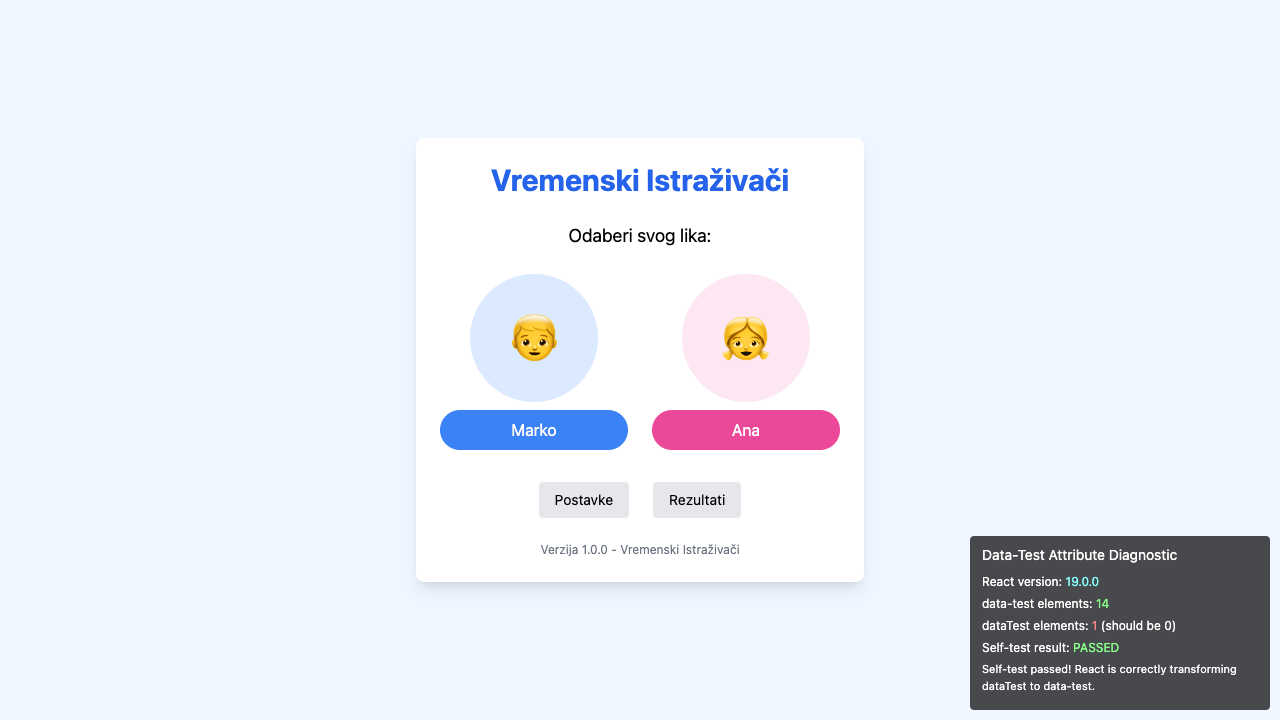 Vremenski Istraživači
Odaberi svog lika:
Marko
Ana
Postavke
Rezultati
Verzija 1.0.0 - Vremenski Istraživači
Data-Test Attribute Diagnostic
React version: 19.0.0
data-test elements: 14
dataTest elements: 1 (should be 0)
Self-test result: PASSED
Self-test passed! React is correctly transforming
dataTest to data-test.